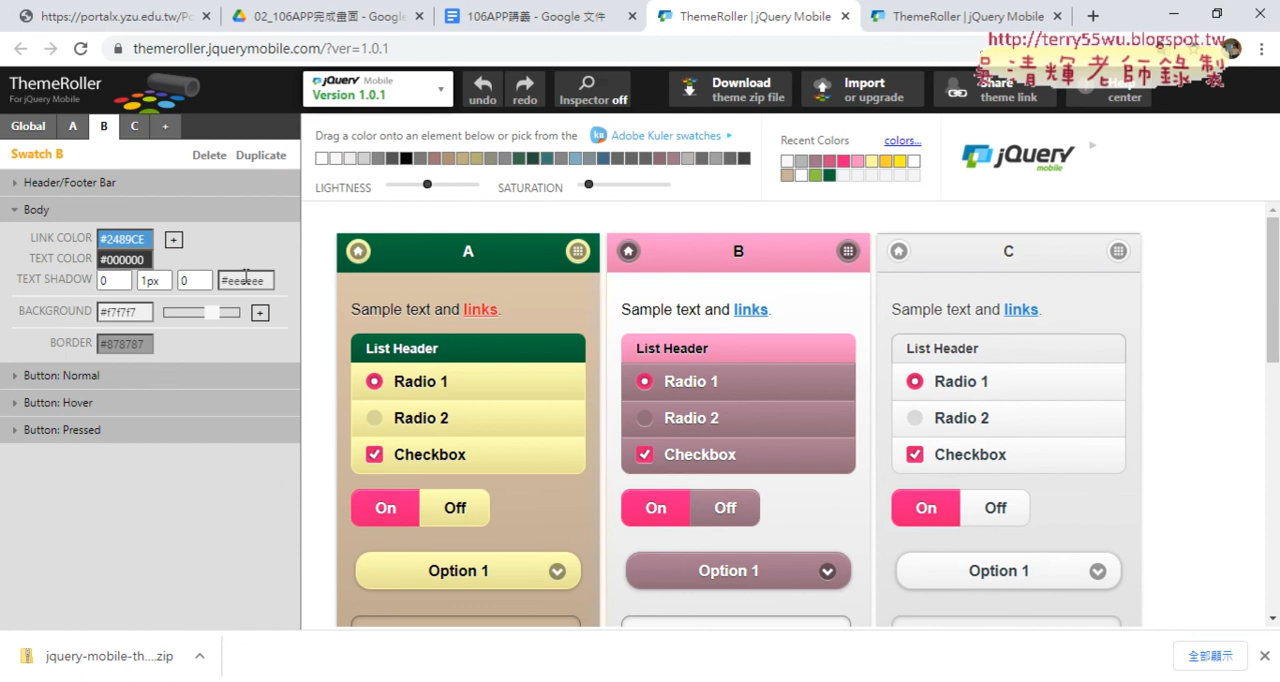 https://portalx.yzu.edu.tw/Po
02_106APP完成畫面 - Google
106APP講義 - Google 文件
ThemeRoller | jQuery Mobile
ThemeRoller | jQuery Mobile
themeroller.jquerymobile.com/?ver=1.0.1
http://terry55wu.blogspot.tw
吳清輝老師錄製
ThemeRoller
For jQuery Mobile
jQuery Mobile
Version 1.0.1
undo
redo
Inspector off
Download
theme zip file
Import
or upgrade
Share
theme link
Help
center
Global
A
B
C
+
Drag a color onto an element below or pick from the
ku
Adobe Kuler swatches
Recent Colors
colors...
jQuery
mobile
LIGHTNESS
SATURATION
Swatch B
Delete
Duplicate
Header/Footer Bar
Body
LINK COLOR
#2489CE
+
TEXT COLOR
#000000
TEXT SHADOW
0
1px
0
#eeeeee
BACKGROUND
#f7f7f7
+
BORDER
#878787
Button: Normal
Button: Hover
Button: Pressed
A
Sample text and links.
List Header
Radio 1
Radio 2
Checkbox
On
Off
Option 1
B
Sample text and links.
List Header
Radio 1
Radio 2
Checkbox
On
Off
Option 1
C
Sample text and links.
List Header
Radio 1
Radio 2
Checkbox
On
Off
Option 1
jquery-mobile-th....zip
全部顯示